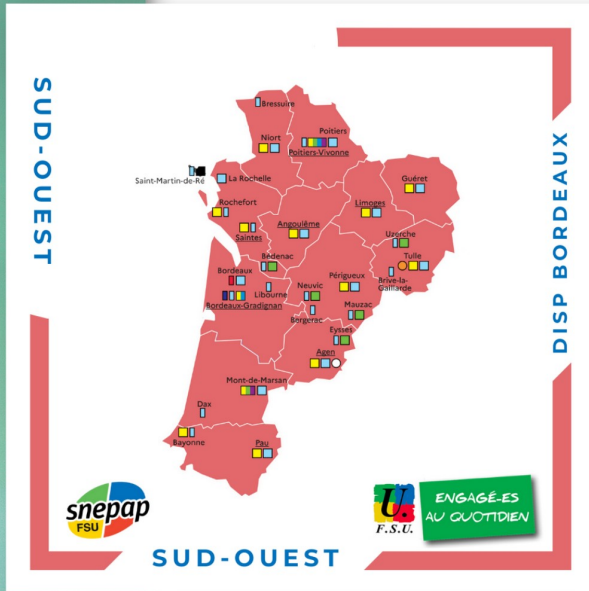 SUD-OUEST
DISP BORDEAUX
Bressuire
Niort
Poitiers
Poitiers-Vivonne
Saint-Martin-de-Ré
La Rochelle
Guéret
Rochefort
Limoges
Saintes
Angoulême
Uzerche
Bédenac
Tulle
Bordeaux
Libourne
Périgueux
Brive-la-
Gaillarde
Neuvic
Bordeaux-Gradignan
Mauzac
Bergerac
Eysses
Agen
Mont-de-Marsan
Dax
Bayonne
Pau
snepap
FSU
U.
F.S.U.
ENGAGÉ-ES
AU QUOTIDIEN
SUD-OUEST